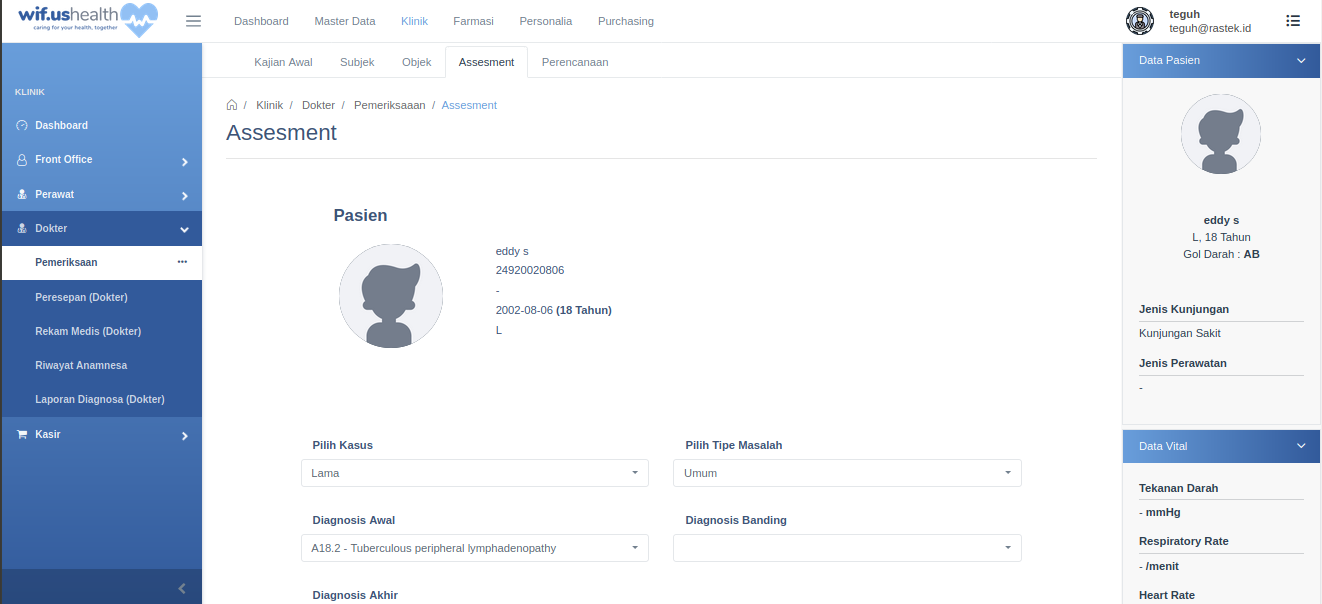 wif.ushealth
caring for your health, together
Dashboard Master Data Klinik Farmasi Personalia Purchasing
teguh
teguh@rastek.id
KLINIK
Dashboard
Front Office
Perawat
Dokter
Pemeriksaan
Peresepan (Dokter)
Rekam Medis (Dokter)
Riwayat Anamnesa
Laporan Diagnosa (Dokter)
Kasir
Kajian Awal Subjek Objek Assesment Perencanaan
/ Klinik / Dokter / Pemeriksaaan / Assesment
Assesment
Pasien
eddy s
24920020806
-
2002-08-06 (18 Tahun)
L
Pilih Kasus
Lama
Pilih Tipe Masalah
Umum
Diagnosis Awal
A18.2 - Tuberculous peripheral lymphadenopathy
Diagnosis Banding
Diagnosis Akhir
Data Pasien
eddy s
L, 18 Tahun
Gol Darah : AB
Jenis Kunjungan
Kunjungan Sakit
Jenis Perawatan
-
Data Vital
Tekanan Darah
- mmHg
Respiratory Rate
- /menit
Heart Rate